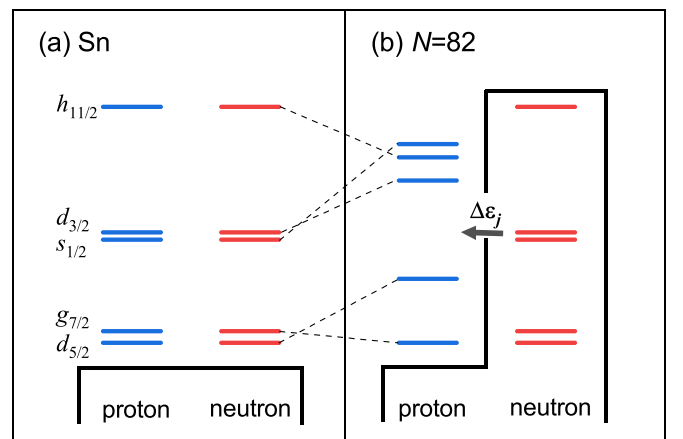 (a) Sn
(b) N=82
h11/2
d3/2
s1/2
Δεj
g7/2
d5/2
proton
neutron
proton
neutron